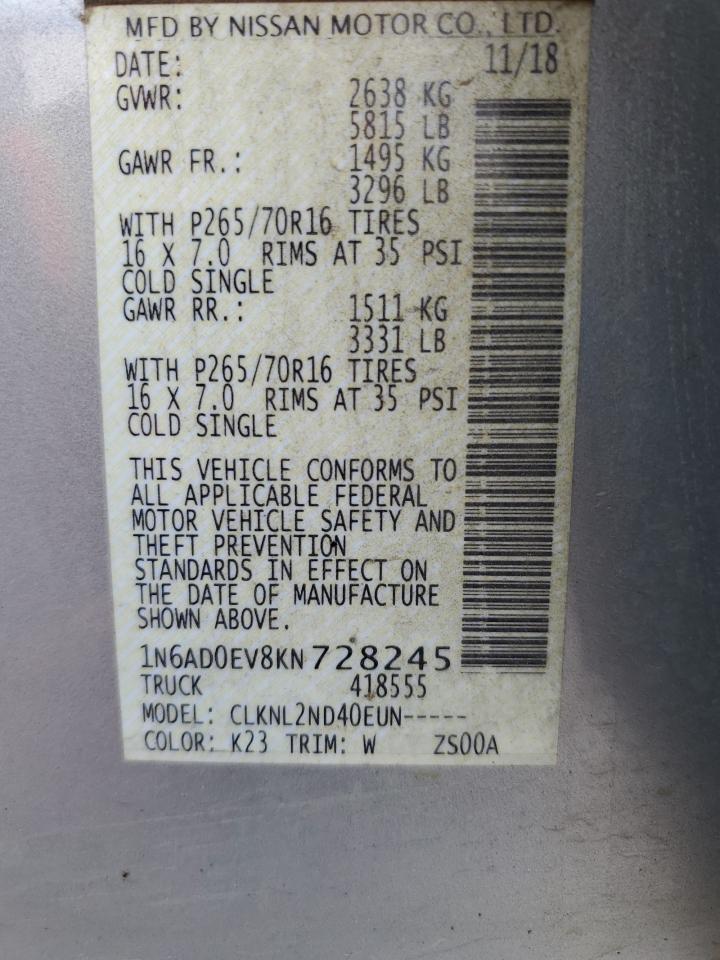 MFD BY NISSAN MOTOR CO., LTD.
DATE: 11/18
GVWR: 2638 KG
5815 LB
GAWR FR.: 1495 KG
3296 LB
WITH P265/70R16 TIRES
16 X 7.0 RIMS AT 35 PSI
COLD SINGLE
GAWR RR.: 1511 KG
3331 LB
WITH P265/70R16 TIRES
16 X 7.0 RIMS AT 35 PSI
COLD SINGLE
THIS VEHICLE CONFORMS TO
ALL APPLICABLE FEDERAL
MOTOR VEHICLE SAFETY AND
THEFT PREVENTION
STANDARDS IN EFFECT ON
THE DATE OF MANUFACTURE
SHOWN ABOVE.
1N6AD0EV8KN728245
TRUCK 418555
MODEL: CLKNL2ND40EUN-----
COLOR: K23 TRIM: W ZS00A